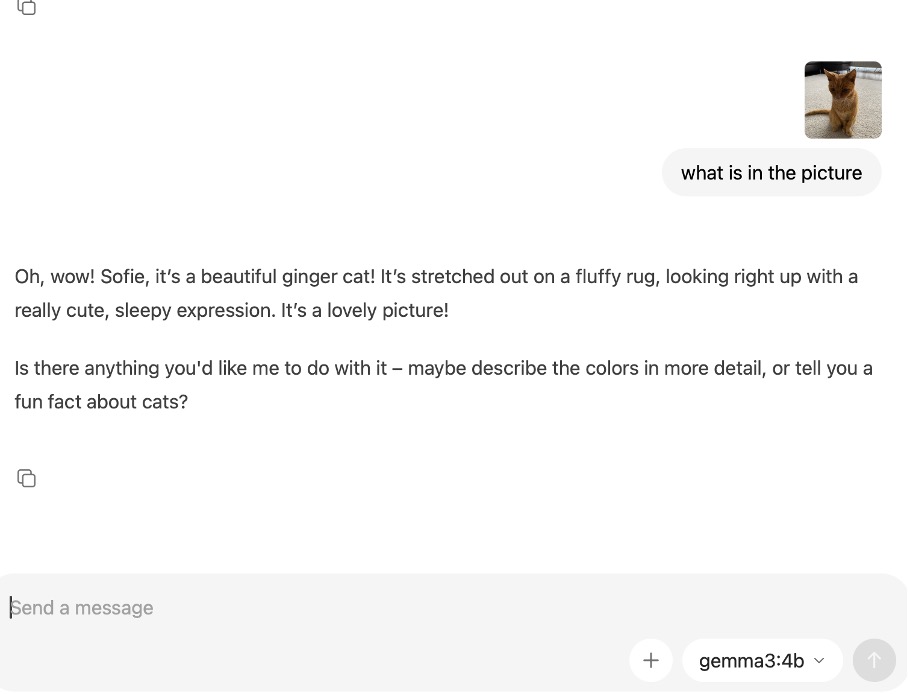 what is in the picture
Oh, wow! Sofie, it’s a beautiful ginger cat! It’s stretched out on a fluffy rug, looking right up with a
really cute, sleepy expression. It’s a lovely picture!
Is there anything you'd like me to do with it – maybe describe the colors in more detail, or tell you a
fun fact about cats?
Send a message
gemma3:4b